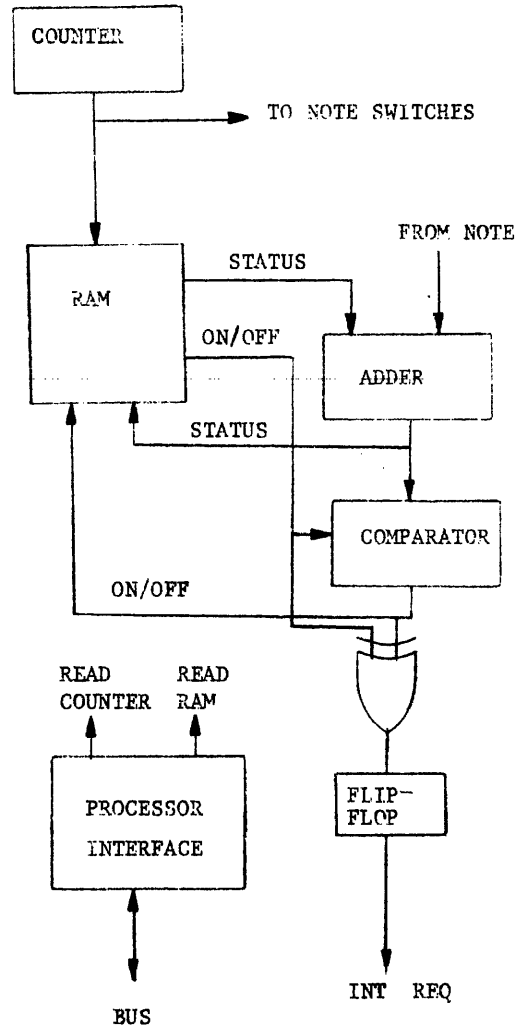 COUNTER
TO NOTE SWITCHES
FROM NOTE
STATUS
RAM
ON/OFF
ADDER
STATUS
COMPARATOR
ON/OFF
READ
COUNTER
READ
RAM
PROCESSOR
INTERFACE
FLIP-
FLOP
INT REQ
BUS